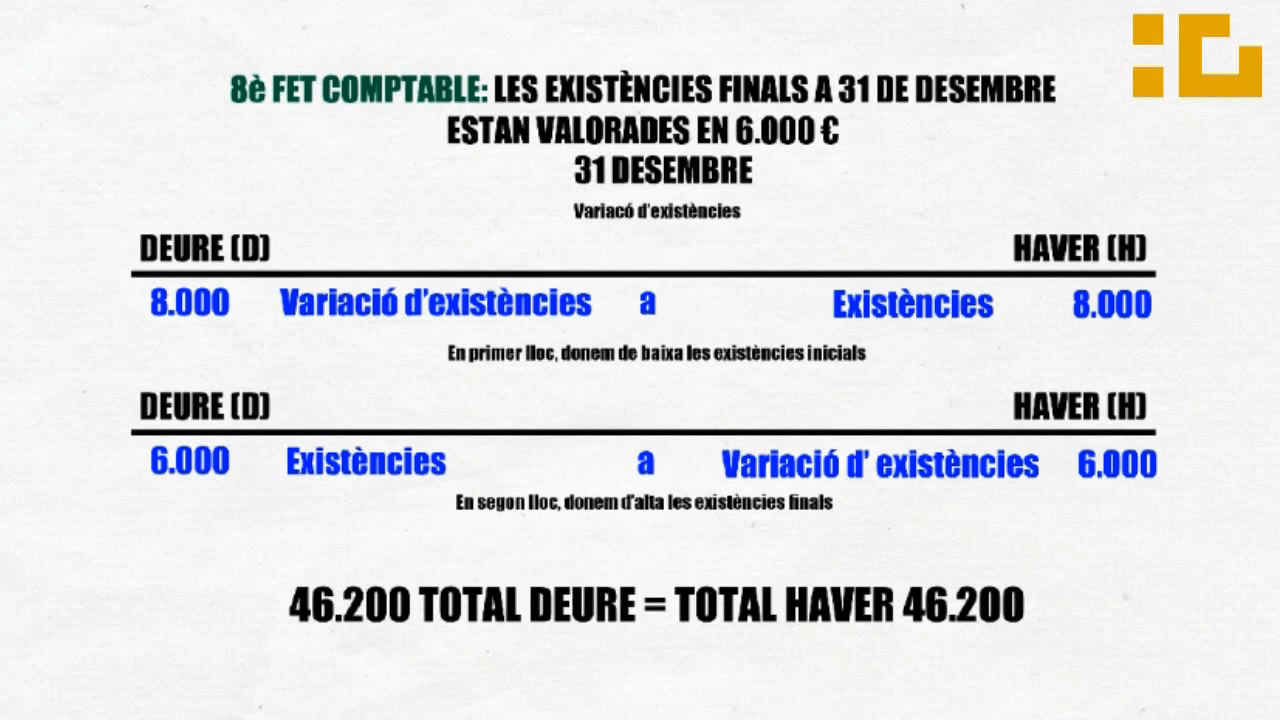 8è FET COMPTABLE: LES EXISTÈNCIES FINALS A 31 DE DESEMBRE
ESTAN VALORADES EN 6.000 €
31 DESEMBRE
Variacó d'existències
DEURE (D) HAVER (H)
8.000 Variació d'existències a Existències 8.000
En primer lloc, donem de baixa les existències inicials
DEURE (D) HAVER (H)
6.000 Existències a Variació d' existències 6.000
En segon lloc, donem d'alta les existències finals
46.200 TOTAL DEURE = TOTAL HAVER 46.200